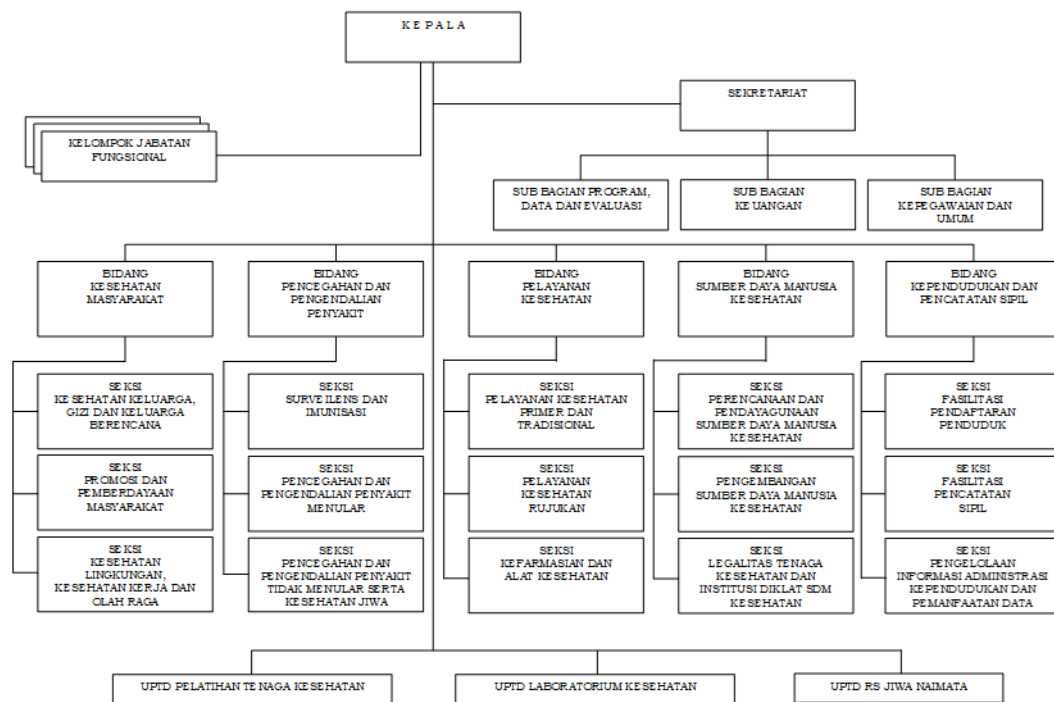 KEPALA
SEKRETARIAT
KELOMPOK JABATAN
FUNGSIONAL
SUB BAGIAN PROGRAM,
DATA DAN EVALUASI
SUB BAGIAN
KEUANGAN
SUB BAGIAN
KEPEGAWAIAN DAN
UMUM
BIDANG
KESEHATAN
MASYARAKAT
BIDANG
PENCEGAHAN DAN
PENGENDALIAN
PENYAKIT
BIDANG
PELAYANAN
KESEHATAN
BIDANG
SUMBER DAYA MANUSIA
KESEHATAN
BIDANG
KEPENDUDUKAN DAN
PENCATATAN SIPIL
SEKSI
KESEHATAN KELUARGA,
GIZI DAN KELUARGA
BERENCANA
SEKSI
SURVEILENS DAN
IMUNISASI
SEKSI
PELAYANAN KESEHATAN
PRIMER DAN
TRADISIONAL
SEKSI
PERENCANAAN DAN
PENDAYAGUNAAN
SUMBER DAYA MANUSIA
KESEHATAN
SEKSI
FASILITASI
PENDAFTARAN
PENDUDUK
SEKSI
PROMOSI DAN
PEMBERDAYAAN
MASYARAKAT
SEKSI
PENCEGAHAN DAN
PENGENDALIAN PENYAKIT
MENULAR
SEKSI
PELAYANAN
KESEHATAN
RUJUKAN
SEKSI
PENGEMBANGAN
SUMBER DAYA MANUSIA
KESEHATAN
SEKSI
FASILITASI
PENCATATAN
SIPIL
SEKSI
KESEHATAN
LINGKUNGAN,
KESEHATAN KERJA DAN
OLAH RAGA
SEKSI
PENCEGAHAN DAN
PENGENDALIAN PENYAKIT
TIDAK MENULAR SERTA
KESEHATAN JIWA
SEKSI
KEFARMASIAN DAN
ALAT KESEHATAN
SEKSI
LEGALITAS TENAGA
KESEHATAN DAN
INSTITUSI DIKLAT SDM
KESEHATAN
SEKSI
PENGELOLAAN
INFORMASI ADMINISTRASI
KEPENDUDUKAN DAN
PEMANFAATAN DATA
UPTD PELATIHAN TENAGA KESEHATAN
UPTD LABORATORIUM KESEHATAN
UPTD RS JIWA NAIMATA